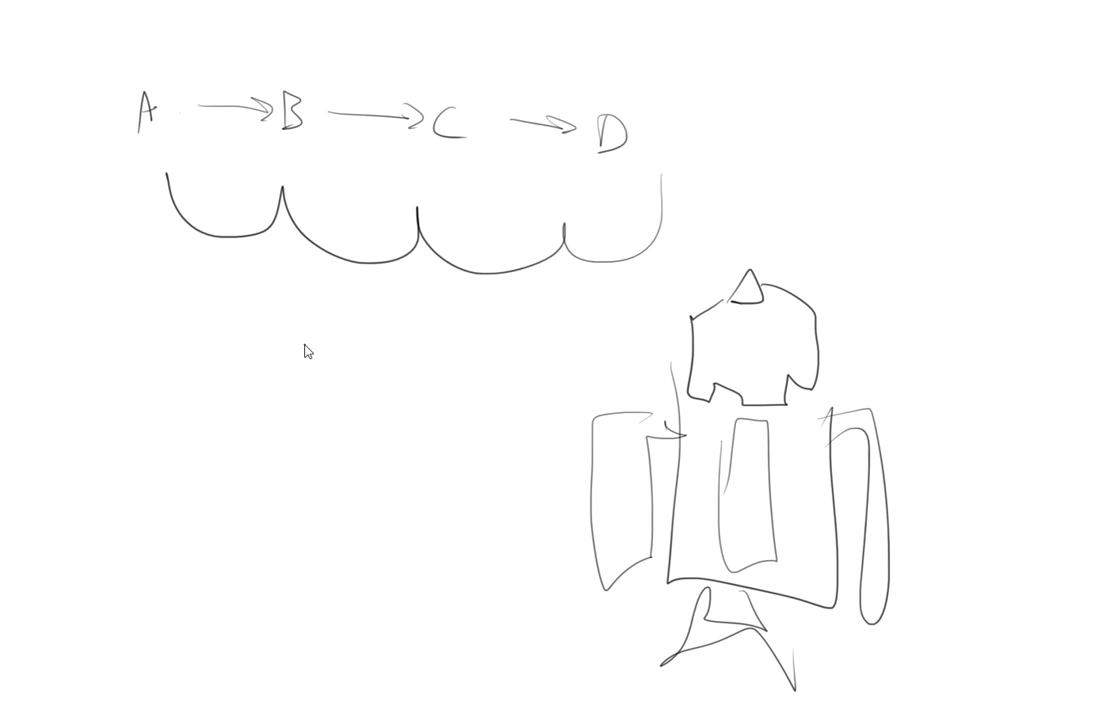 A → B → C → D